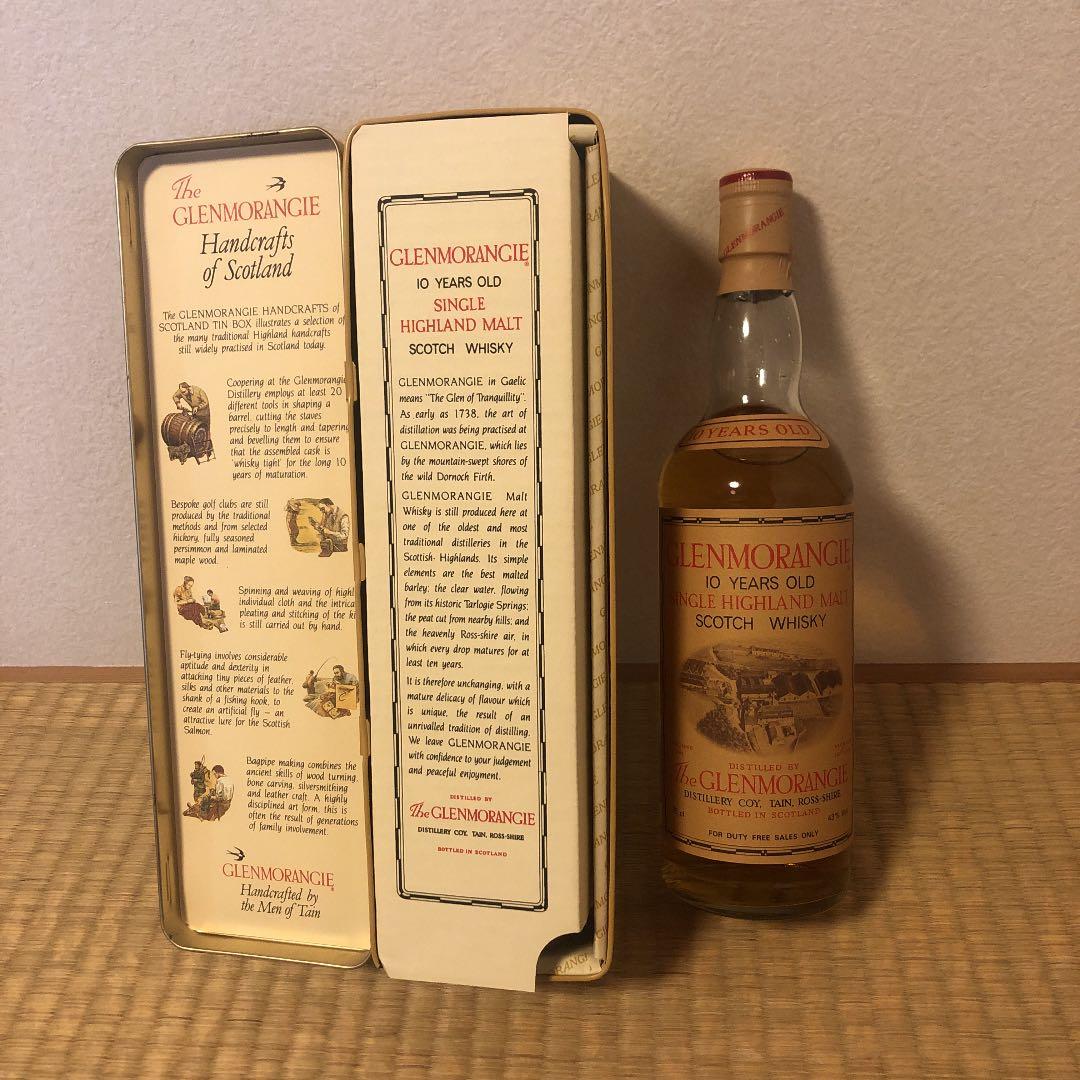 The
GLENMORANGIE
Handcrafts
of Scotland
The GLENMORANGIE HANDCRAFTS of
SCOTLAND TIN BOX illustrates a selection of
the many traditional Highland handcrafts
still widely practised in Scotland today.
Coopering at the Glenmorangie
Distillery employs at least 20
different tools in shaping a
barrel, cutting the staves
precisely to length and tapering
and bevelling them to ensure
that the assembled cask is
'whisky tight' for the long 10
years of maturation.
Bespoke golf clubs are still
produced by the traditional
methods and from selected
hickory, fully seasoned
persimmon and laminated
maple wood.
Spinning and weaving of highl
individual cloth and the intrica
pleating and stitching of the ki
is still carried out by hand.
Fly-tying involves considerable
aptitude and dexterity in
attaching tiny pieces of feather,
silks and other materials to the
shank of a fishing hook, to
create an artificial fly — an
attractive lure for the Scottish
Salmon.
Bagpipe making combines the
ancient skills of wood turning,
bone carving, silversmithing
and leather craft. A highly
disciplined art form, this is
often the result of generations
of family involvement.
GLENMORANGIE
Handcrafted by
the Men of Tain
GLENMORANGIE®
10 YEARS OLD
SINGLE
HIGHLAND MALT
SCOTCH WHISKY
GLENMORANGIE in Gaelic
means "The Glen of Tranquillity".
As early as 1738, the art of
distillation was being practised at
GLENMORANGIE, which lies
by the mountain-swept shores of
the wild Dornoch Firth.
GLENMORANGIE Malt
Whisky is still produced here at
one of the oldest and most
traditional distilleries in the
Scottish Highlands. Its simple
elements are the best malted
barley; the clear water, flowing
from its historic Tarlogie Springs;
the peat cut from nearby hills; and
the heavenly Ross-shire air, in
which every drop matures for at
least ten years.
It is therefore unchanging, with a
mature delicacy of flavour which
is unique, the result of an
unrivalled tradition of distilling.
We leave GLENMORANGIE
with confidence to your judgement
and peaceful enjoyment.
DISTILLED BY
The GLENMORANGIE
DISTILLERY COY, TAIN, ROSS-SHIRE
BOTTLED IN SCOTLAND
GLENMORANGIE
10 YEARS OLD
GLENMORANGIE
10 YEARS OLD
SINGLE HIGHLAND MALT
SCOTCH WHISKY
DISTILLED BY
The GLENMORANGIE
DISTILLERY COY, TAIN, ROSS-SHIRE
BOTTLED IN SCOTLAND
43%
FOR DUTY FREE SALES ONLY